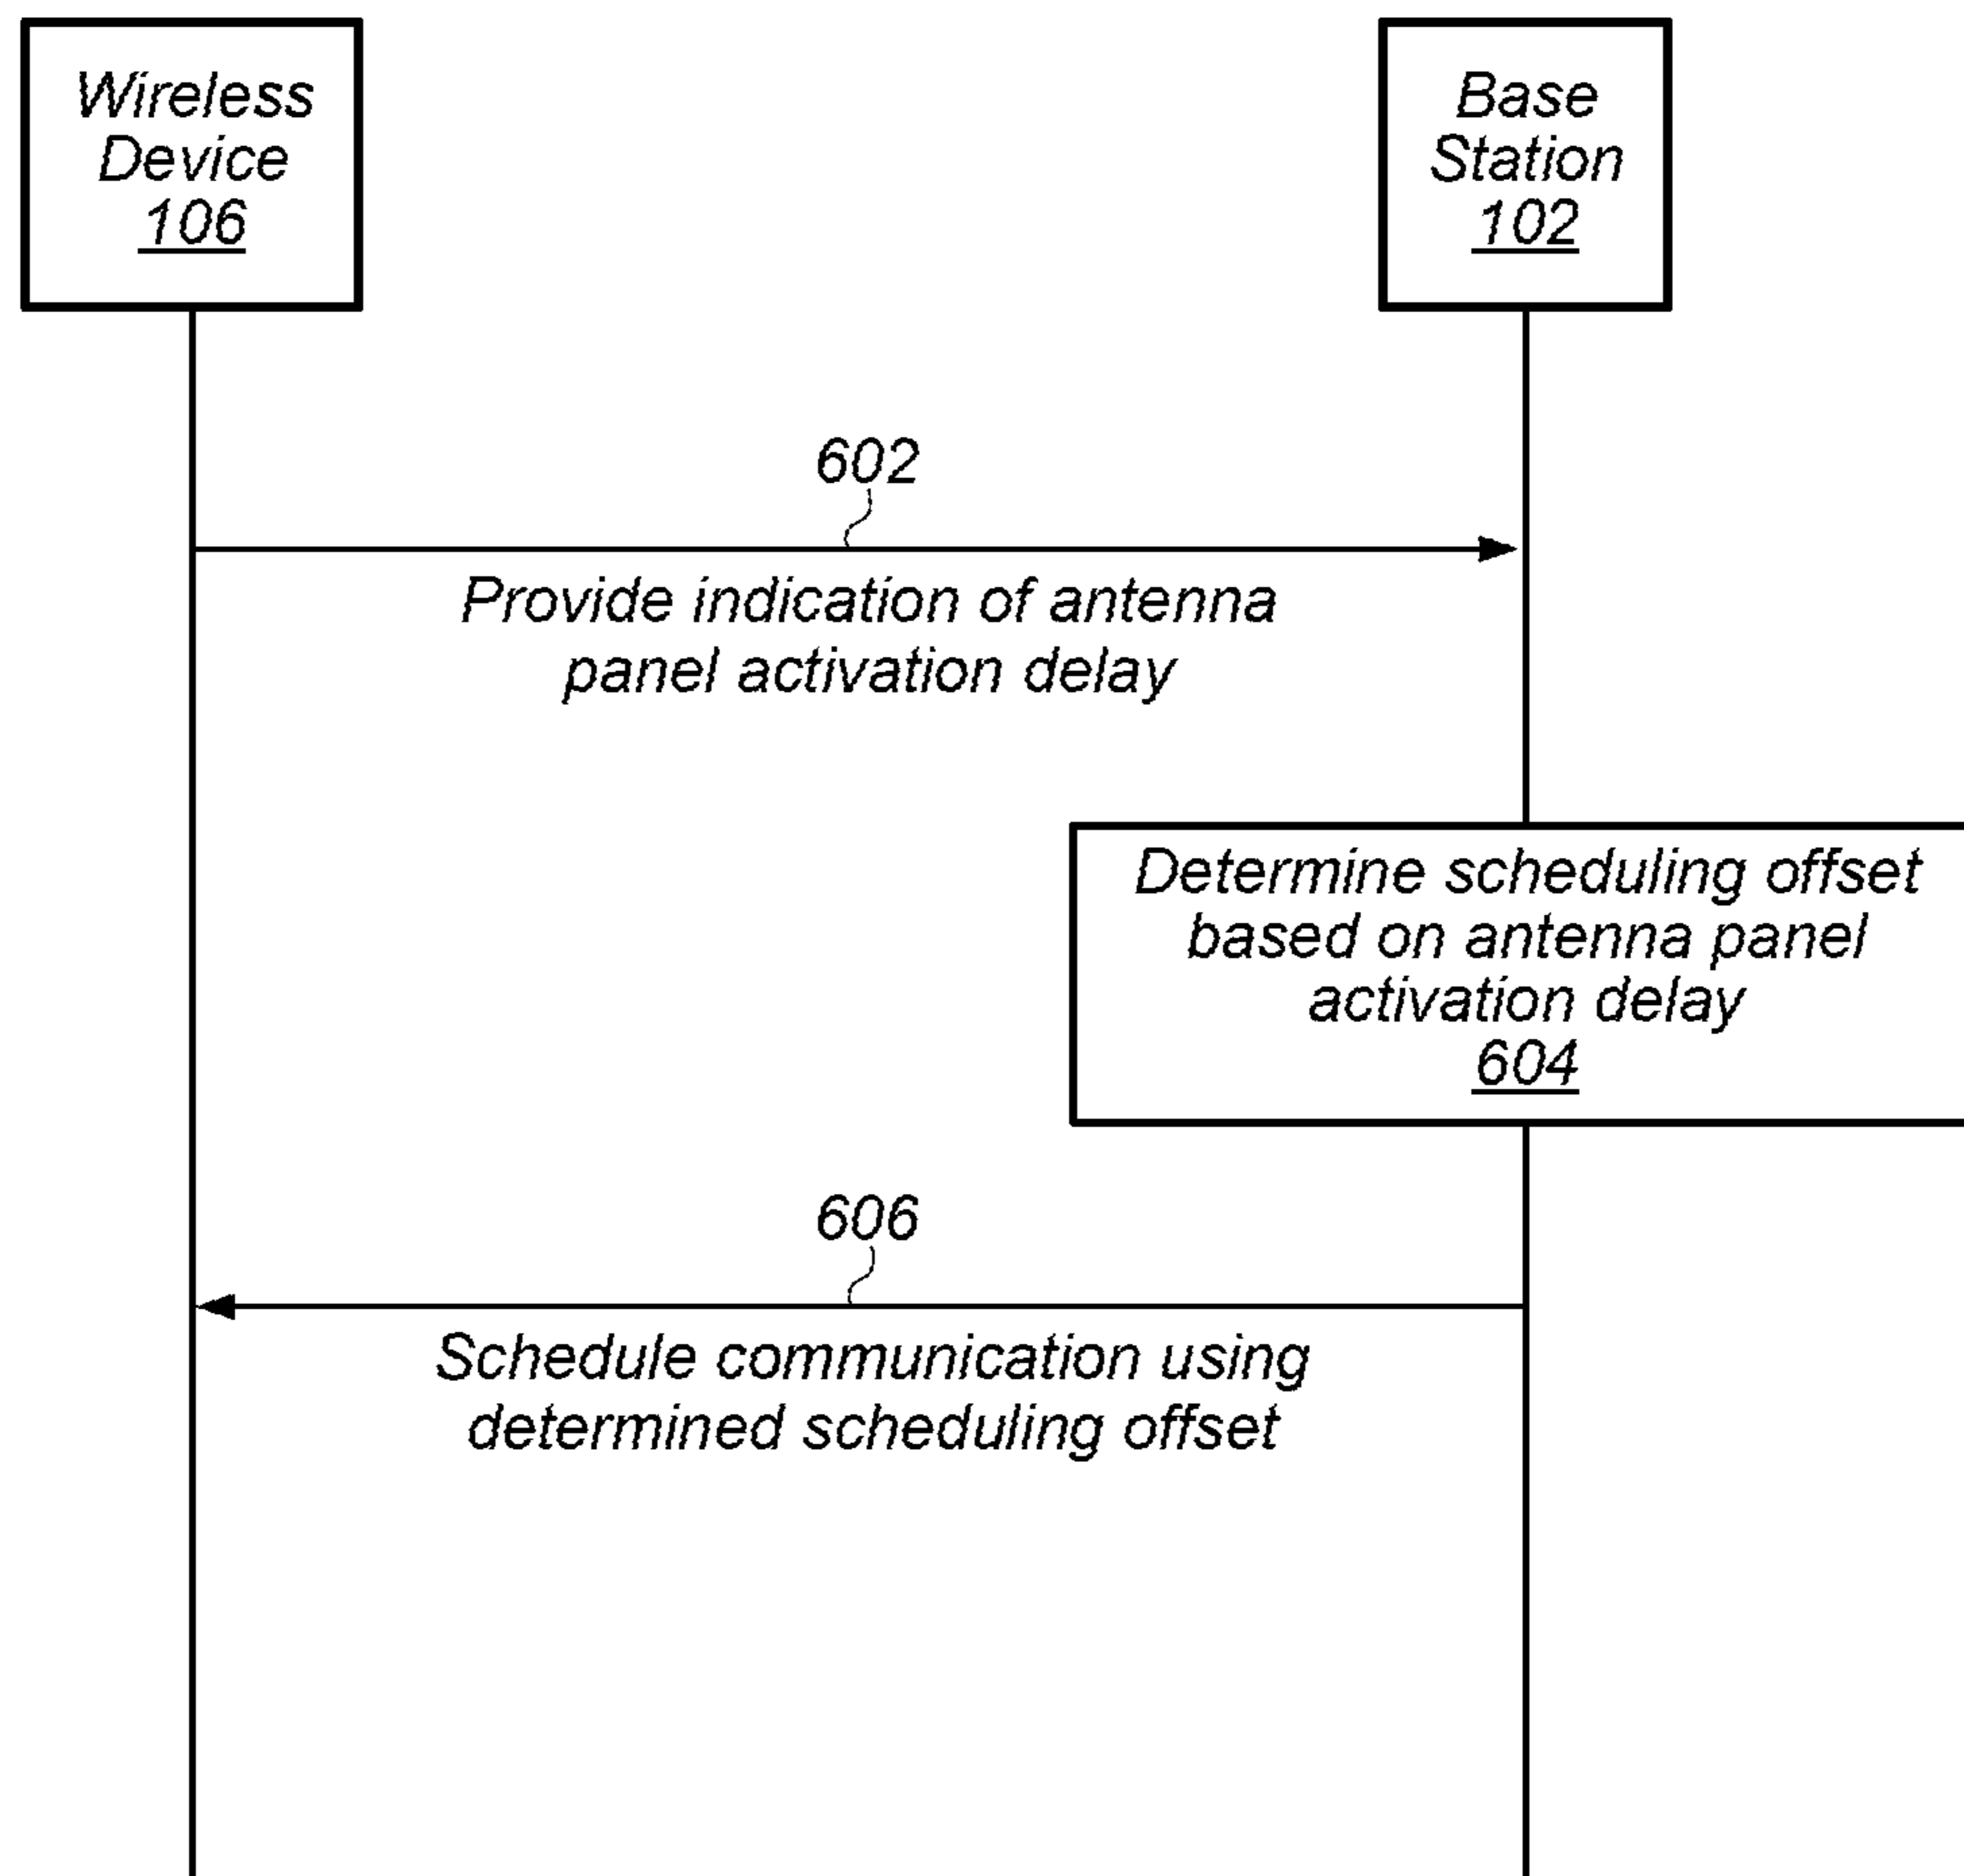 Wireless
Device
106
Base
Station
102
602
Provide indication of antenna
panel activation delay
Determine scheduling offset
based on antenna panel
activation delay
604
606
Schedule communication using
determined scheduling offset